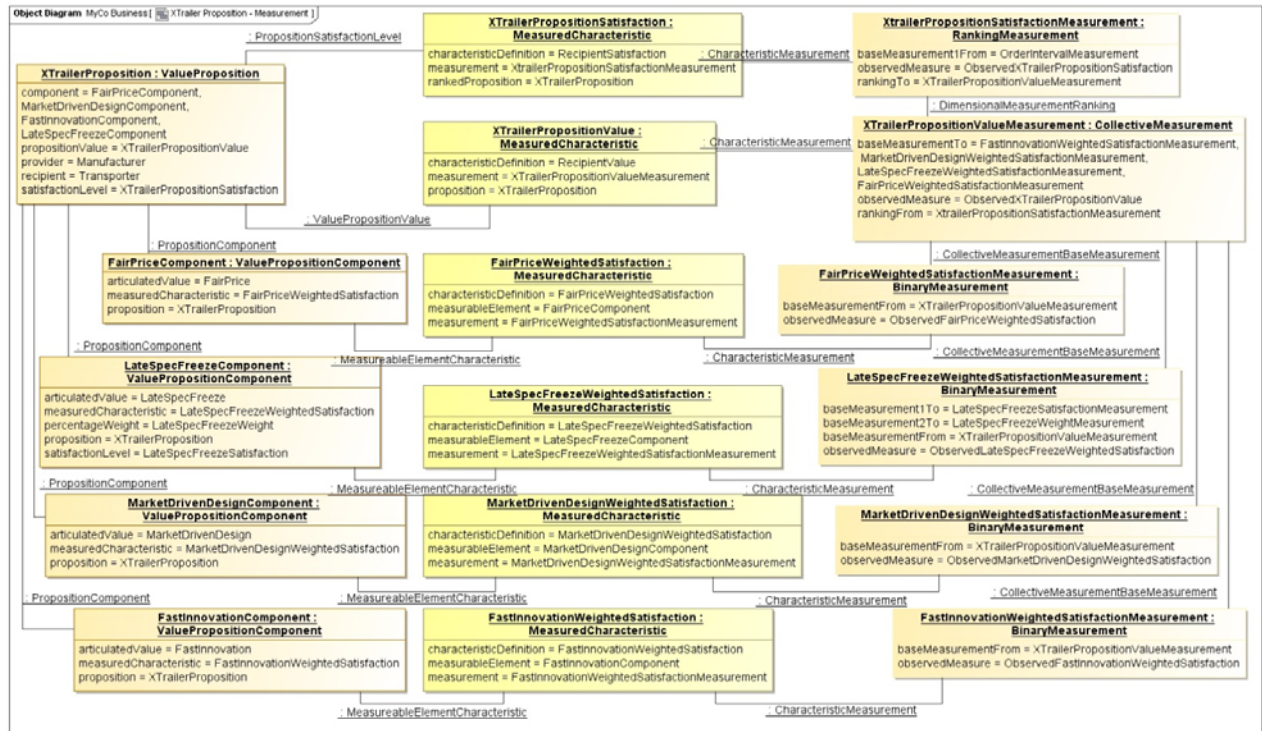 Object Diagram MyCo Business [ XTrailer Proposition - Measurement ]
: PropositionSatisfactionLevel
XTrailerProposition : ValueProposition
component = FairPriceComponent,
MarketDrivenDesignComponent,
FastInnovationComponent,
LateSpecFreezeComponent
propositionValue = XTrailerPropositionValue
provider = Manufacturer
recipient = Transporter
satisfactionLevel = XTrailerPropositionSatisfaction
XTrailerPropositionSatisfaction :
MeasuredCharacteristic
characteristicDefinition = RecipientSatisfaction
measurement = XtrailerPropositionSatisfactionMeasurement
rankedProposition = XTrailerProposition
: CharacteristicMeasurement
XtrailerPropositionSatisfactionMeasurement :
RankingMeasurement
baseMeasurement1From = OrderIntervalMeasurement
observedMeasure = ObservedXTrailerPropositionSatisfaction
rankingTo = XTrailerPropositionValueMeasurement
: DimensionalMeasurementRanking
XTrailerPropositionValue :
MeasuredCharacteristic
characteristicDefinition = RecipientValue
measurement = XTrailerPropositionValueMeasurement
proposition = XTrailerProposition
: CharacteristicMeasurement
XTrailerPropositionValueMeasurement : CollectiveMeasurement
baseMeasurementTo = FastInnovationWeightedSatisfactionMeasurement,
MarketDrivenDesignWeightedSatisfactionMeasurement,
LateSpecFreezeWeightedSatisfactionMeasurement,
FairPriceWeightedSatisfactionMeasurement
observedMeasure = ObservedXTrailerPropositionValue
rankingFrom = XtrailerPropositionSatisfactionMeasurement
: ValuePropositionValue
: PropositionComponent
FairPriceComponent : ValuePropositionComponent
articulatedValue = FairPrice
measuredCharacteristic = FairPriceWeightedSatisfaction
proposition = XTrailerProposition
FairPriceWeightedSatisfaction :
MeasuredCharacteristic
characteristicDefinition = FairPriceWeightedSatisfaction
measurableElement = FairPriceComponent
measurement = FairPriceWeightedSatisfactionMeasurement
: CollectiveMeasurementBaseMeasurement
FairPriceWeightedSatisfactionMeasurement :
BinaryMeasurement
baseMeasurementFrom = XTrailerPropositionValueMeasurement
observedMeasure = ObservedFairPriceWeightedSatisfaction
: PropositionComponent
: MeasureableElementCharacteristic
: CharacteristicMeasurement
: CollectiveMeasurementBaseMeasurement
LateSpecFreezeComponent :
ValuePropositionComponent
articulatedValue = LateSpecFreeze
measuredCharacteristic = LateSpecFreezeWeightedSatisfaction
percentageWeight = LateSpecFreezeWeight
proposition = XTrailerProposition
satisfactionLevel = LateSpecFreezeSatisfaction
LateSpecFreezeWeightedSatisfaction :
MeasuredCharacteristic
characteristicDefinition = LateSpecFreezeWeightedSatisfaction
measurableElement = LateSpecFreezeComponent
measurement = LateSpecFreezeWeightedSatisfactionMeasurement
LateSpecFreezeWeightedSatisfactionMeasurement :
BinaryMeasurement
baseMeasurement1To = LateSpecFreezeSatisfactionMeasurement
baseMeasurement2To = LateSpecFreezeWeightMeasurement
baseMeasurementFrom = XTrailerPropositionValueMeasurement
observedMeasure = ObservedLateSpecFreezeWeightedSatisfaction
: PropositionComponent
: MeasureableElementCharacteristic
: CharacteristicMeasurement
: CollectiveMeasurementBaseMeasurement
MarketDrivenDesignComponent :
ValuePropositionComponent
articulatedValue = MarketDrivenDesign
measuredCharacteristic = MarketDrivenDesignWeightedSatisfaction
proposition = XTrailerProposition
MarketDrivenDesignWeightedSatisfaction :
MeasuredCharacteristic
characteristicDefinition = MarketDrivenDesignWeightedSatisfaction
measurableElement = MarketDrivenDesignComponent
measurement = MarketDrivenDesignWeightedSatisfactionMeasurement
MarketDrivenDesignWeightedSatisfactionMeasurement :
BinaryMeasurement
baseMeasurementFrom = XTrailerPropositionValueMeasurement
observedMeasure = ObservedMarketDrivenDesignWeightedSatisfaction
: PropositionComponent
: MeasureableElementCharacteristic
: CharacteristicMeasurement
: CollectiveMeasurementBaseMeasurement
FastInnovationComponent :
ValuePropositionComponent
articulatedValue = FastInnovation
measuredCharacteristic = FastInnovationWeightedSatisfaction
proposition = XTrailerProposition
FastInnovationWeightedSatisfaction :
MeasuredCharacteristic
characteristicDefinition = FastInnovationWeightedSatisfaction
measurableElement = FastInnovationComponent
measurement = FastInnovationWeightedSatisfactionMeasurement
FastInnovationWeightedSatisfactionMeasurement :
BinaryMeasurement
baseMeasurementFrom = XTrailerPropositionValueMeasurement
observedMeasure = ObservedFastInnovationWeightedSatisfaction
: MeasureableElementCharacteristic
: CharacteristicMeasurement